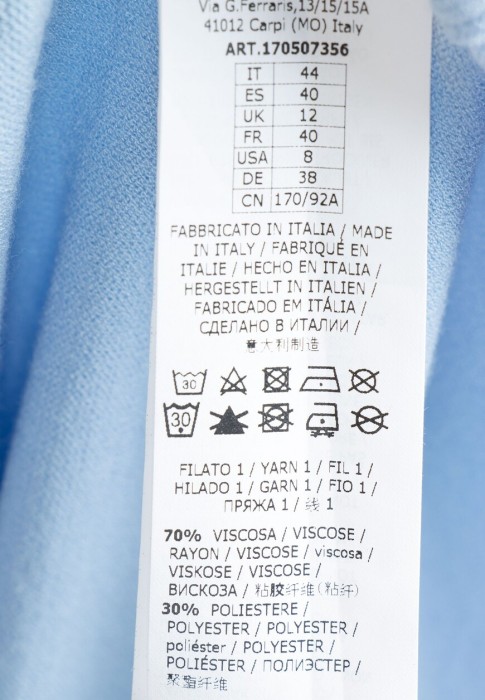 Via G.Ferraris,13/15/15A
41012 Carpi (MO) Italy
ART.170507356
IT 44
ES 40
UK 12
FR 40
USA 8
DE 38
CN 170/92A
FABBRICATO IN ITALIA / MADE
IN ITALY / FABRIQUÉ EN
ITALIE / HECHO EN ITALIA /
HERGESTELLT IN ITALIEN /
FABRICADO EM ITÁLIA /
СДЕЛАНО В ИТАЛИИ /
意大利制造
30
30
FILATO 1 / YARN 1 / FIL 1 /
HILADO 1 / GARN 1 / FIO 1 /
ПРЯЖА 1 / 线 1
70% VISCOSA / VISCOSE /
RAYON / VISCOSE / viscosa /
VISKOSE / VISCOSE /
ВИСКОЗА / 粘胶纤维(粘纤)
30% POLIESTERE /
POLYESTER / POLYESTER /
poliéster / POLYESTER /
POLIÉSTER / ПОЛИЭСТЕР /
聚酯纤维